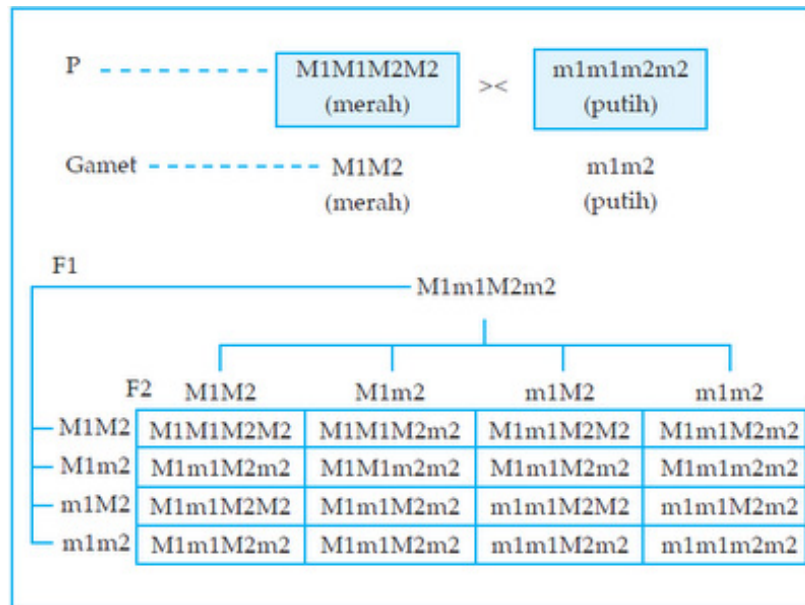 P M1M1M2M2 >< m1m1m2m2
(merah) (putih)
Gamet M1M2 m1m2
(merah) (putih)
F1
M1m1M2m2
F2 M1M2 M1m2 m1M2 m1m2
M1M2 M1M1M2M2 M1M1M2m2 M1m1M2M2 M1m1M2m2
M1m2 M1m1M2m2 M1M1m2m2 M1m1M2m2 M1m1m2m2
m1M2 M1m1M2M2 M1m1M2m2 m1m1M2M2 m1m1M2m2
m1m2 M1m1M2m2 M1m1m2m2 m1m1M2m2 m1m1m2m2